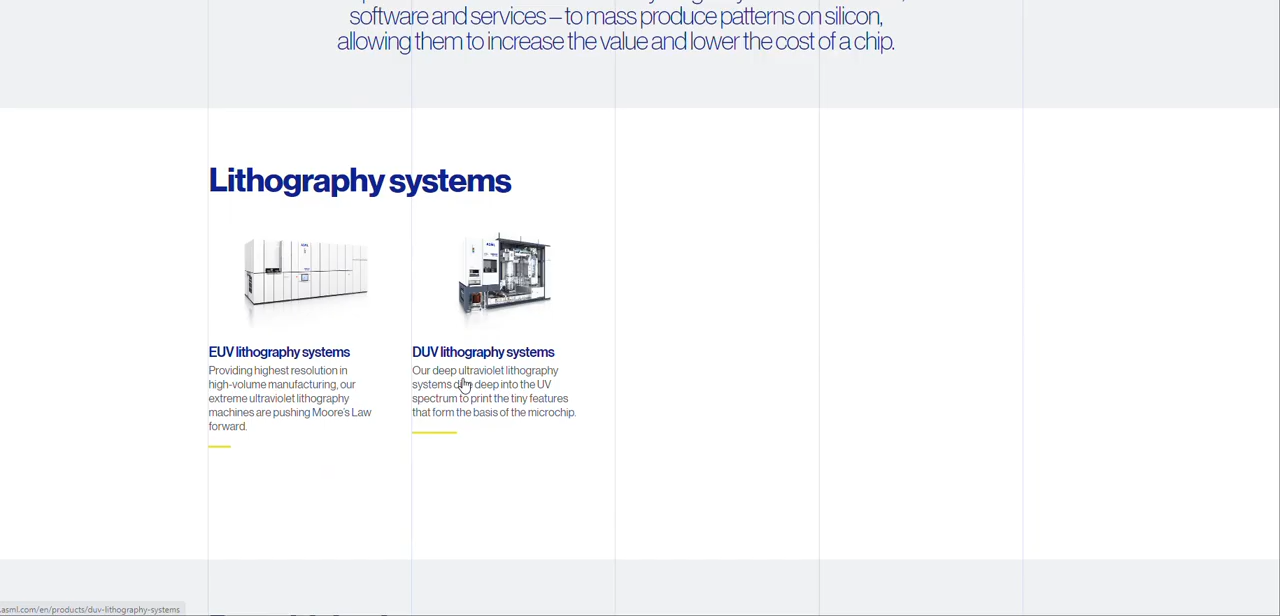 software and services – to mass produce patterns on silicon,
allowing them to increase the value and lower the cost of a chip.
Lithography systems
EUV lithography systems
Providing highest resolution in
high-volume manufacturing, our
extreme ultraviolet lithography
machines are pushing Moore's Law
forward.
DUV lithography systems
Our deep ultraviolet lithography
systems deep into the UV
spectrum to print the tiny features
that form the basis of the microchip.
.asml.com/en/products/duv-lithography-systems